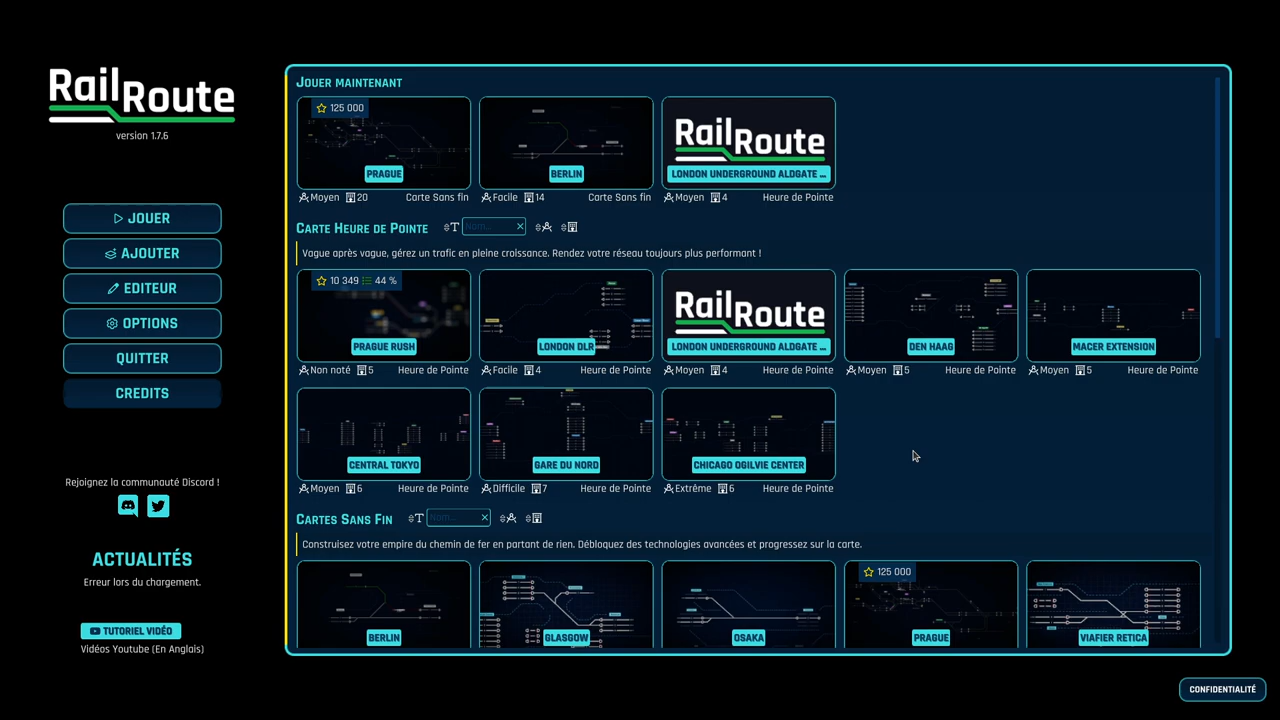 RailRoute
version 1.7.6
JOUER
AJOUTER
EDITEUR
OPTIONS
QUITTER
CREDITS
Rejoignez la communauté Discord !
ACTUALITÉS
Erreur lors du chargement.
TUTORIEL VIDÉO
Vidéos Youtube (En Anglais)
JOUER MAINTENANT
125 000
PRAGUE
BERLIN
RailRoute
LONDON UNDERGROUND ALDGATE ...
Moyen 20 Carte Sans fin
Facile 14 Carte Sans fin
Moyen 4 Heure de Pointe
CARTE HEURE DE POINTE
T Nom...
Vague après vague, gérez un trafic en pleine croissance. Rendez votre réseau toujours plus performant !
10 349 44 %
PRAGUE RUSH
LONDON DLR
RailRoute
LONDON UNDERGROUND ALDGATE ...
DEN HAAG
MACER EXTENSION
Non noté 5 Heure de Pointe
Facile 4 Heure de Pointe
Moyen 4 Heure de Pointe
Moyen 5 Heure de Pointe
Moyen 5 Heure de Pointe
CENTRAL TOKYO
GARE DU NORD
CHICAGO OGILVIE CENTER
Moyen 6 Heure de Pointe
Difficile 7 Heure de Pointe
Extrême 6 Heure de Pointe
CARTES SANS FIN
T Nom...
Construisez votre empire du chemin de fer en partant de rien. Débloquez des technologies avancées et progressez sur la carte.
BERLIN
GLASGOW
OSAKA
125 000
PRAGUE
VIAFIER RETICA
CONFIDENTIALITÉ